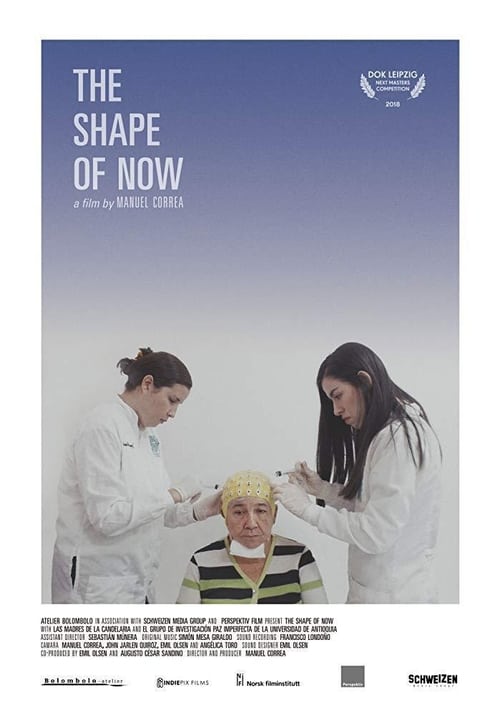 THE
SHAPE
OF NOW
a film by MANUEL CORREA
DOK LEIPZIG
NEXT MASTERS
COMPETITION
2018
ATELIER BOLOMBOLO IN ASSOCIATION WITH SCHWEIZEN MEDIA GROUP AND PERSPEKTIV FILM PRESENT THE SHAPE OF NOW
WITH LAS MADRES DE LA CANDELARIA AND EL GRUPO DE INVESTIGACIÓN PAZ IMPERFECTA DE LA UNIVERSIDAD DE ANTIOQUIA
ASSISTANT DIRECTOR SEBASTIÁN MÚNERA ORIGINAL MUSIC SIMÓN MESA GIRALDO SOUND RECORDING FRANCISCO LONDOÑO
CAMARA MANUEL CORREA, JOHN JARLEN QUIROZ, EMIL OLSEN AND ANGÉLICA TORO SOUND DESIGNER EMIL OLSEN
CO-PRODUCED BY EMIL OLSEN AND AUGUSTO CÉSAR SANDINO DIRECTOR AND PRODUCER MANUEL CORREA
Bolombolo atelier
INDIEPIX FILMS
NF Norsk filminstitutt
Perspektiv
SCHWEIZEN
MEDIA GROUP